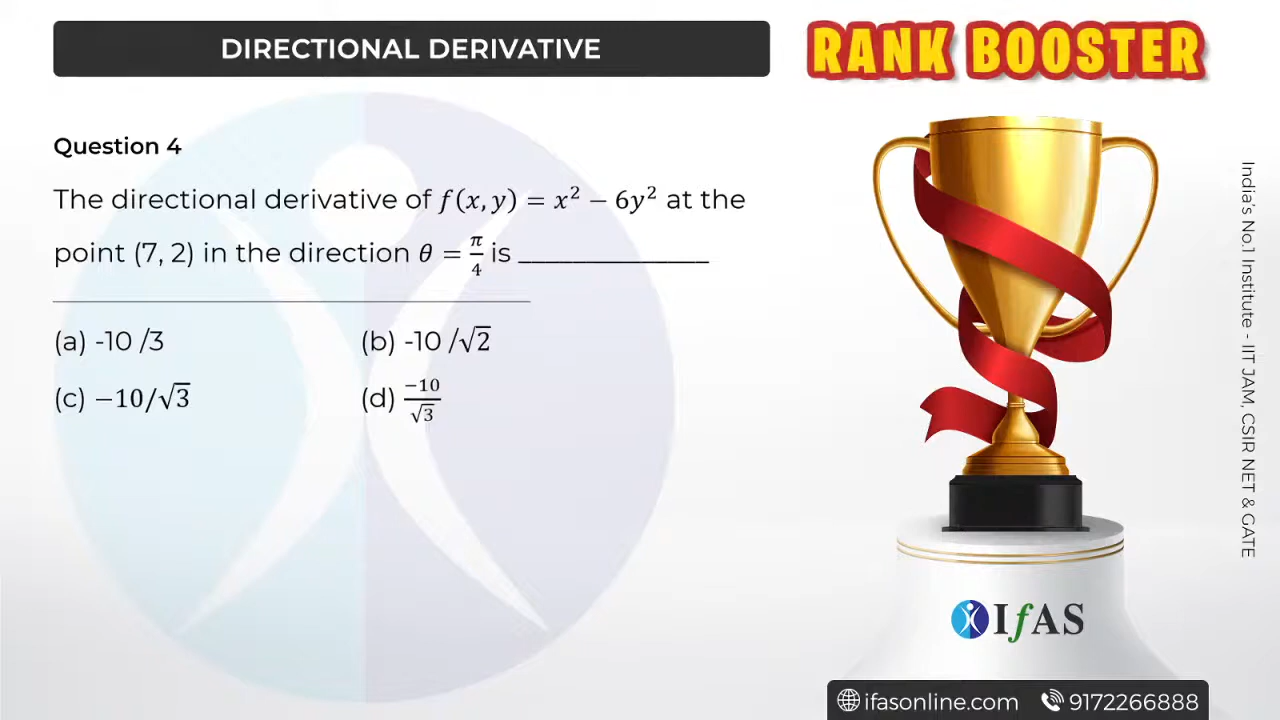 DIRECTIONAL DERIVATIVE
RANK BOOSTER
Question 4
The directional derivative of f(x, y) = x² − 6y² at the
point (7, 2) in the direction θ = π/4 is _____________
(a) -10 /3
(b) -10 /√2
(c) −10/√3
(d) −10/√3
India's No.1 Institute - IIT JAM, CSIR NET & GATE
IfAS
ifasonline.com 9172266888